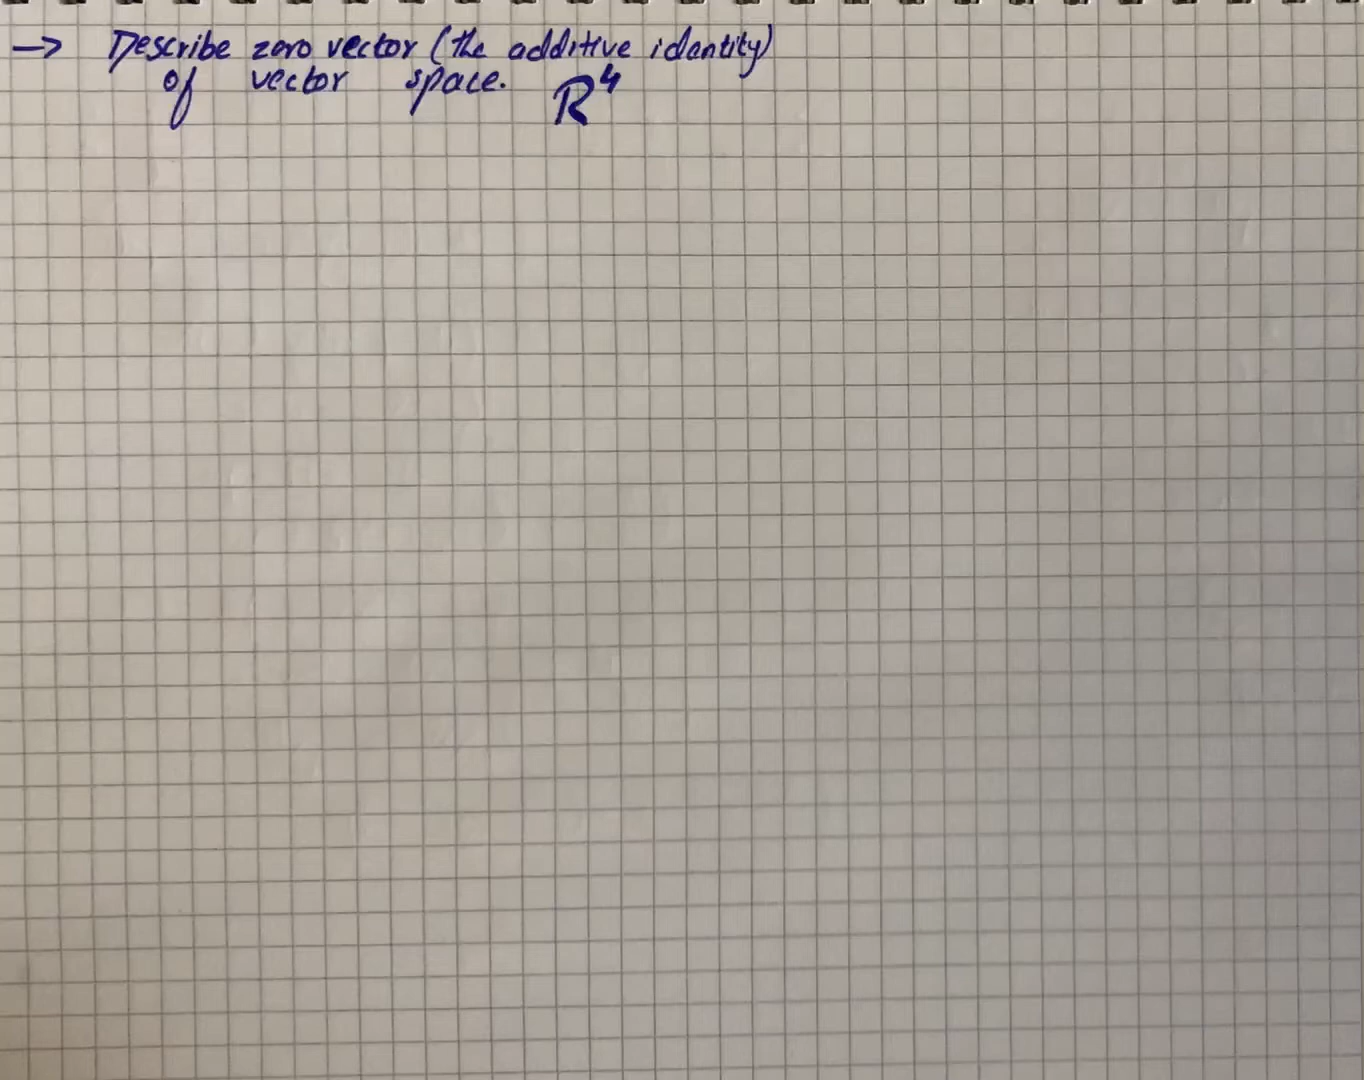 → Describe zero vector (the additive identity)
of vector space. R⁴